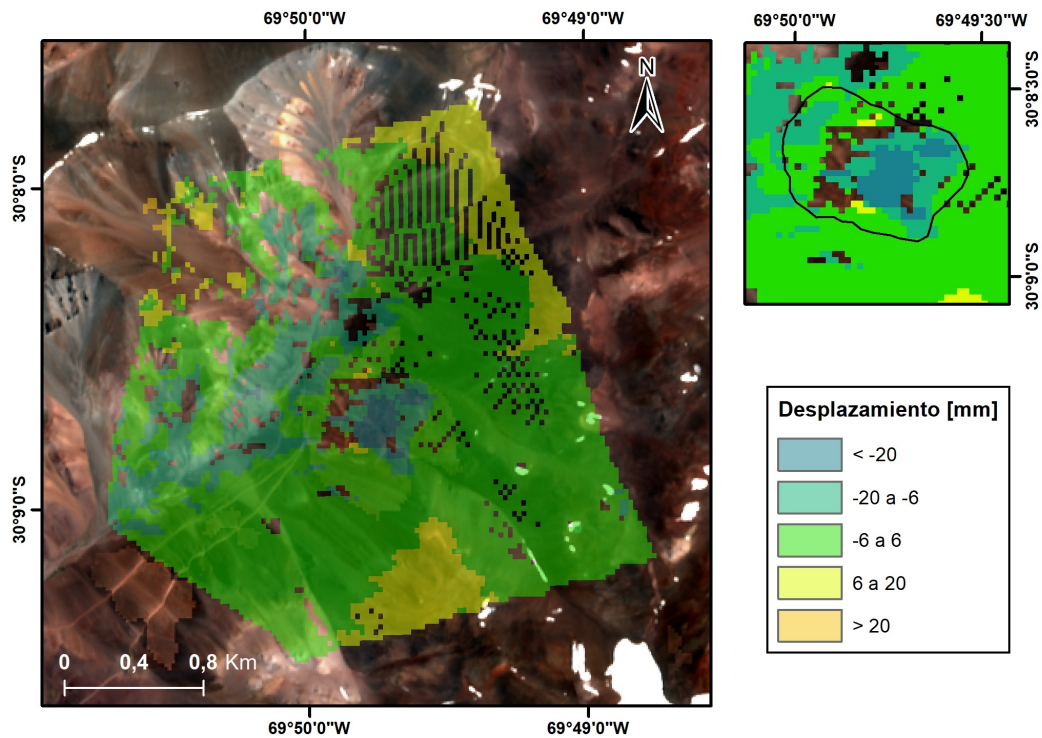 69°50'0"W 69°49'0"W
30°8'0"S
30°9'0"S
N
0 0,4 0,8 Km
69°50'0"W 69°49'0"W
69°50'0"W 69°49'30"W
30°8'30"S
30°9'0"S
Desplazamiento [mm]
< -20
-20 a -6
-6 a 6
6 a 20
> 20